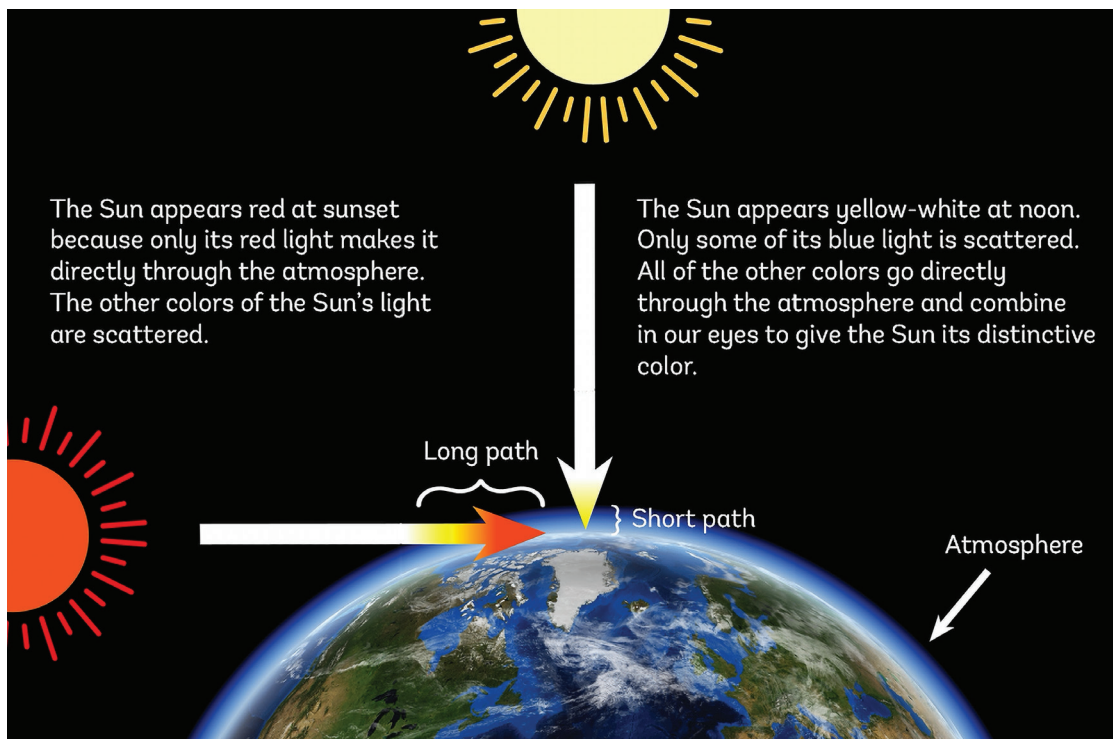 The Sun appears red at sunset
because only its red light makes it
directly through the atmosphere.
The other colors of the Sun’s light
are scattered.
The Sun appears yellow-white at noon.
Only some of its blue light is scattered.
All of the other colors go directly
through the atmosphere and combine
in our eyes to give the Sun its distinctive
color.
Long path
Short path
Atmosphere